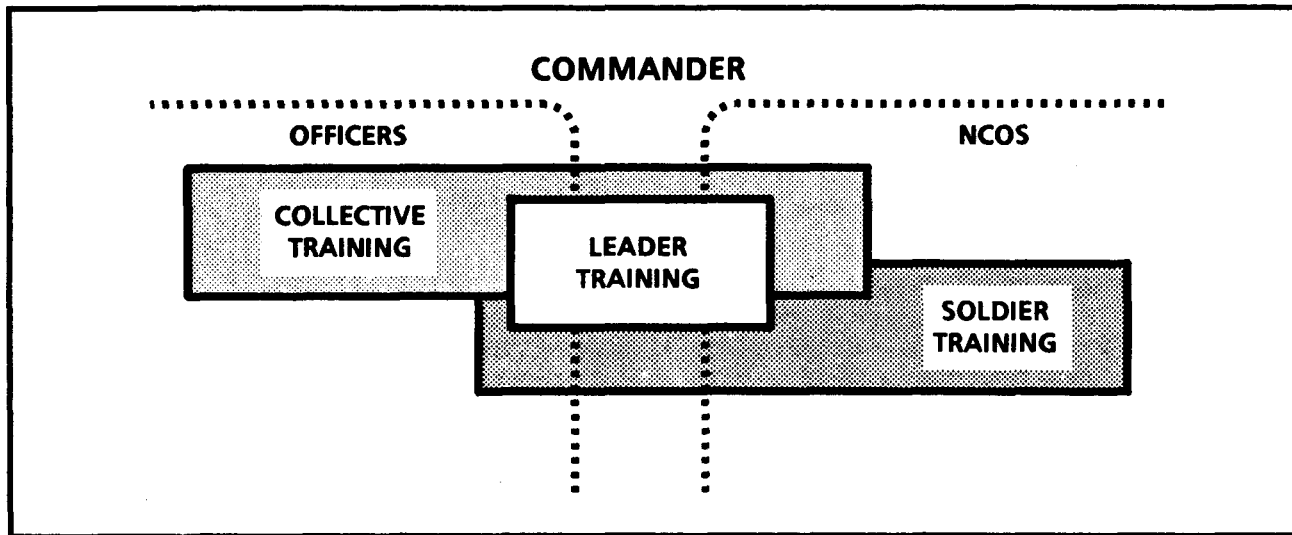 COMMANDER
OFFICERS
NCOS
COLLECTIVE
TRAINING
LEADER
TRAINING
SOLDIER
TRAINING